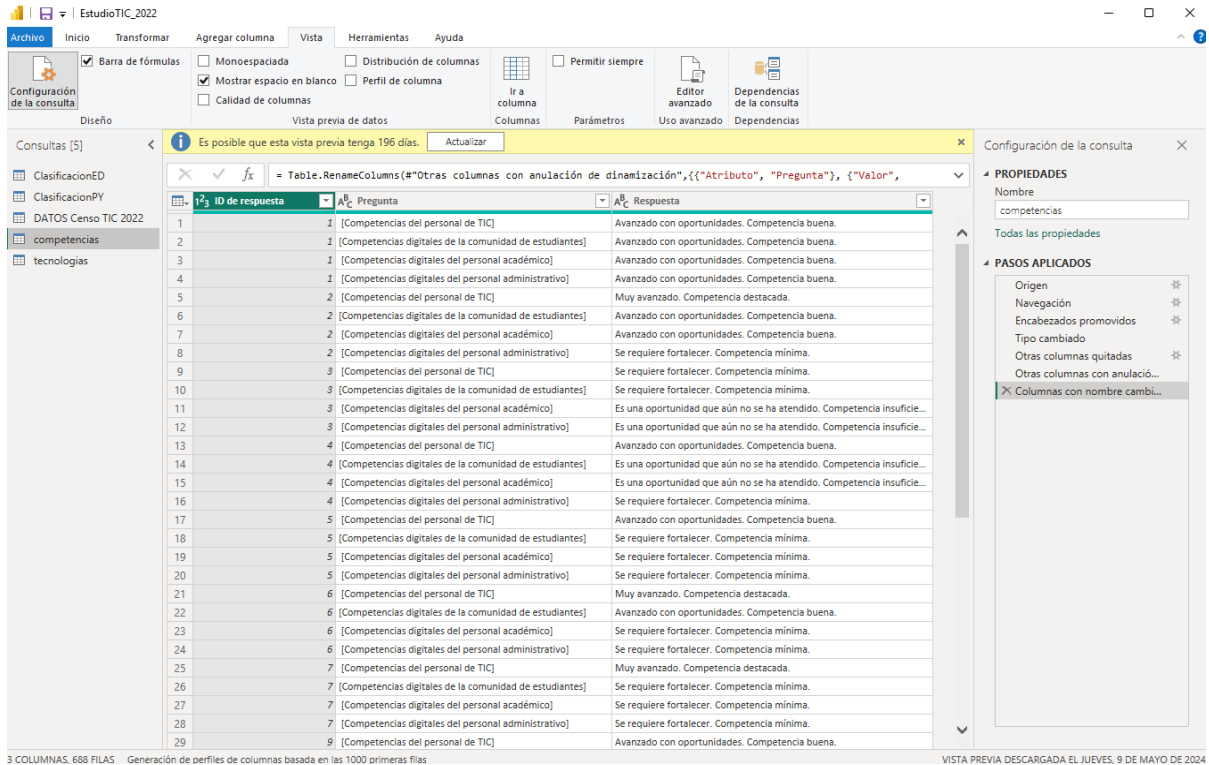 EstudioTIC_2022
Archivo Inicio Transformar Agregar columna Vista Herramientas Ayuda
Configuración de la consulta
Barra de fórmulas
Diseño
Monoespaciada
Mostrar espacio en blanco
Calidad de columnas
Distribución de columnas
Perfil de columna
Vista previa de datos
Ir a columna
Columnas
Permitir siempre
Parámetros
Editor avanzado
Uso avanzado
Dependencias de la consulta
Dependencias
Consultas [5]
ClasificacionED
ClasificacionPY
DATOS Censo TIC 2022
competencias
tecnologias
Es posible que esta vista previa tenga 196 días. Actualizar
fx = Table.RenameColumns(#"Otras columnas con anulación de dinamización",{{"Atributo", "Pregunta"}, {"Valor",
1²3 ID de respuesta ABC Pregunta ABC Respuesta
1 1 [Competencias del personal de TIC] Avanzado con oportunidades. Competencia buena.
2 1 [Competencias digitales de la comunidad de estudiantes] Avanzado con oportunidades. Competencia buena.
3 1 [Competencias digitales del personal académico] Avanzado con oportunidades. Competencia buena.
4 1 [Competencias digitales del personal administrativo] Avanzado con oportunidades. Competencia buena.
5 2 [Competencias del personal de TIC] Muy avanzado. Competencia destacada.
6 2 [Competencias digitales de la comunidad de estudiantes] Avanzado con oportunidades. Competencia buena.
7 2 [Competencias digitales del personal académico] Avanzado con oportunidades. Competencia buena.
8 2 [Competencias digitales del personal administrativo] Se requiere fortalecer. Competencia mínima.
9 3 [Competencias del personal de TIC] Se requiere fortalecer. Competencia mínima.
10 3 [Competencias digitales de la comunidad de estudiantes] Se requiere fortalecer. Competencia mínima.
11 3 [Competencias digitales del personal académico] Es una oportunidad que aún no se ha atendido. Competencia insuficie...
12 3 [Competencias digitales del personal administrativo] Es una oportunidad que aún no se ha atendido. Competencia insuficie...
13 4 [Competencias del personal de TIC] Avanzado con oportunidades. Competencia buena.
14 4 [Competencias digitales de la comunidad de estudiantes] Es una oportunidad que aún no se ha atendido. Competencia insuficie...
15 4 [Competencias digitales del personal académico] Es una oportunidad que aún no se ha atendido. Competencia insuficie...
16 4 [Competencias digitales del personal administrativo] Se requiere fortalecer. Competencia mínima.
17 5 [Competencias del personal de TIC] Avanzado con oportunidades. Competencia buena.
18 5 [Competencias digitales de la comunidad de estudiantes] Se requiere fortalecer. Competencia mínima.
19 5 [Competencias digitales del personal académico] Se requiere fortalecer. Competencia mínima.
20 5 [Competencias digitales del personal administrativo] Se requiere fortalecer. Competencia mínima.
21 6 [Competencias del personal de TIC] Muy avanzado. Competencia destacada.
22 6 [Competencias digitales de la comunidad de estudiantes] Avanzado con oportunidades. Competencia buena.
23 6 [Competencias digitales del personal académico] Se requiere fortalecer. Competencia mínima.
24 6 [Competencias digitales del personal administrativo] Se requiere fortalecer. Competencia mínima.
25 7 [Competencias del personal de TIC] Muy avanzado. Competencia destacada.
26 7 [Competencias digitales de la comunidad de estudiantes] Se requiere fortalecer. Competencia mínima.
27 7 [Competencias digitales del personal académico] Se requiere fortalecer. Competencia mínima.
28 7 [Competencias digitales del personal administrativo] Se requiere fortalecer. Competencia mínima.
29 9 [Competencias del personal de TIC] Avanzado con oportunidades. Competencia buena.
Configuración de la consulta
PROPIEDADES
Nombre
competencias
Todas las propiedades
PASOS APLICADOS
Origen
Navegación
Encabezados promovidos
Tipo cambiado
Otras columnas quitadas
Otras columnas con anulació...
Columnas con nombre cambi...
3 COLUMNAS, 688 FILAS Generación de perfiles de columnas basada en las 1000 primeras filas
VISTA PREVIA DESCARGADA EL JUEVES, 9 DE MAYO DE 2024